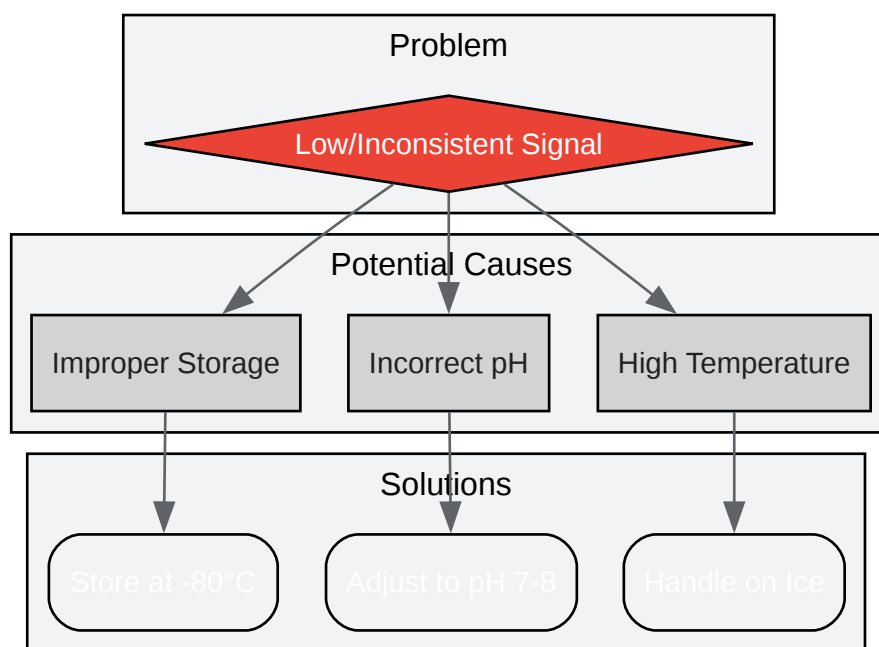 Problem
Low/Inconsistent Signal
Potential Causes
Improper Storage
Incorrect pH
High Temperature
Solutions
Store at -80°C
Adjust to pH 7-8
Handle on Ice